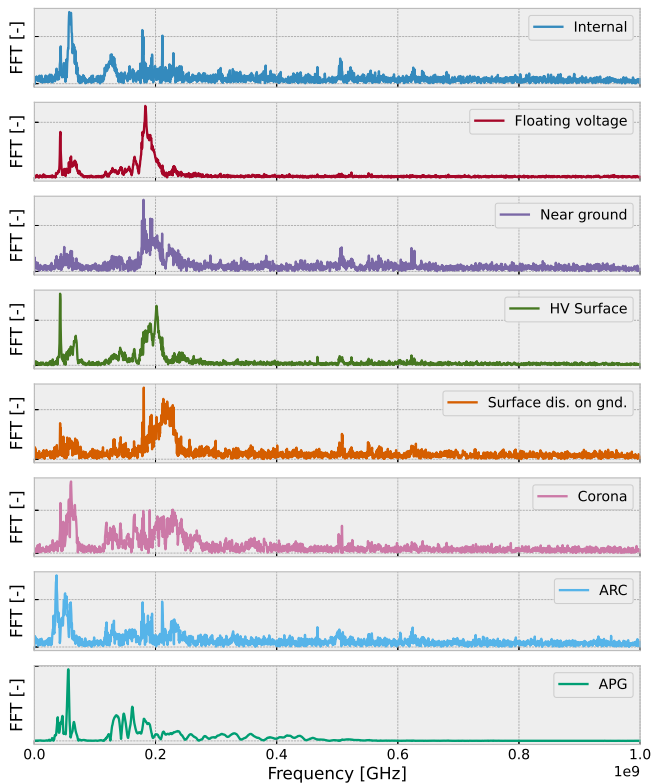 FFT [-]
Internal
FFT [-]
Floating voltage
FFT [-]
Near ground
FFT [-]
HV Surface
FFT [-]
Surface dis. on gnd.
FFT [-]
Corona
FFT [-]
ARC
FFT [-]
APG
0.0 0.2 0.4 0.6 0.8 1.0
1e9
Frequency [GHz]